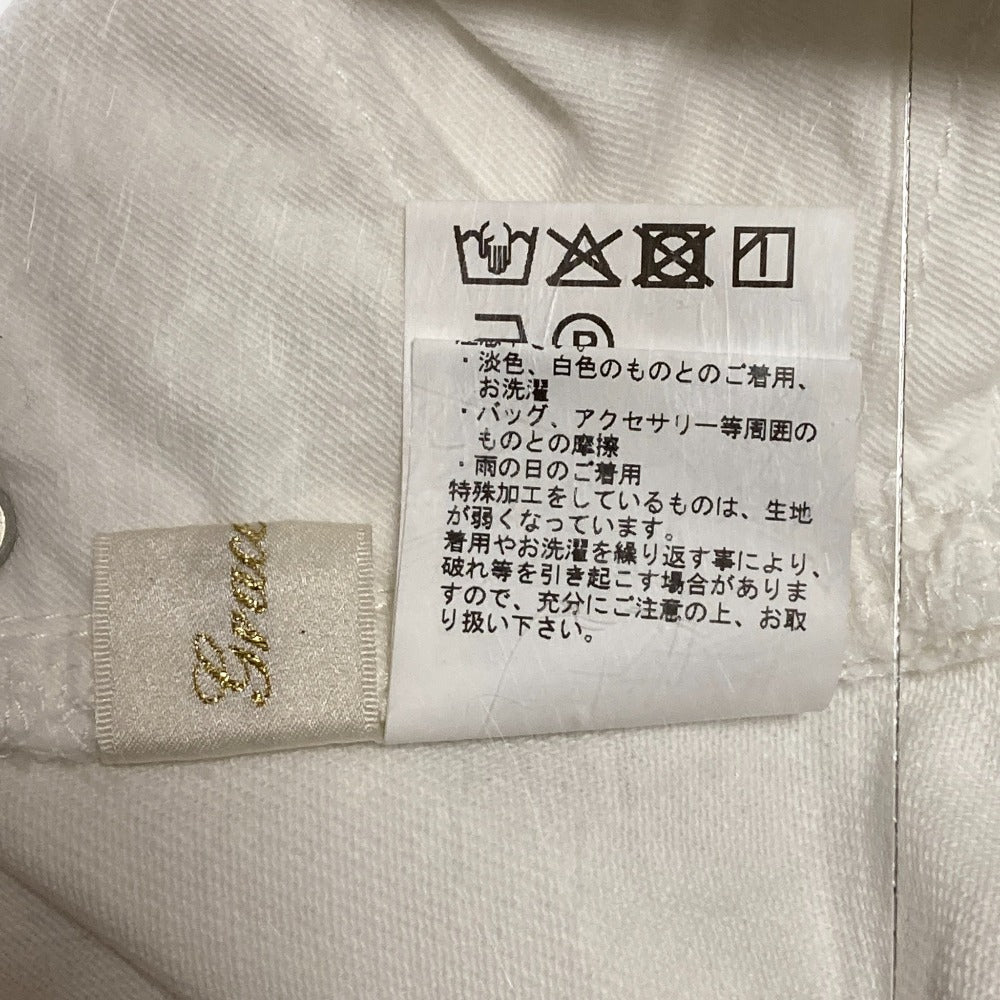 P
・淡色、白色のものとのご着用、
お洗濯
・バッグ、アクセサリー等周囲の
ものとの摩擦
・雨の日のご着用
特殊加工をしているものは、生地
が弱くなっています。
着用やお洗濯を繰り返す事により、
破れ等を引き起こす場合がありま
すので、充分にご注意の上、お取
り扱い下さい。
Grac